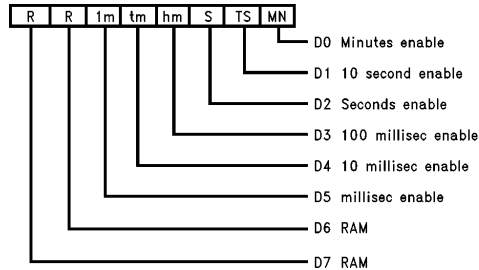 R R 1m tm hm S TS MN
D0 Minutes enable
D1 10 second enable
D2 Seconds enable
D3 100 millisec enable
D4 10 millisec enable
D5 millisec enable
D6 RAM
D7 RAM